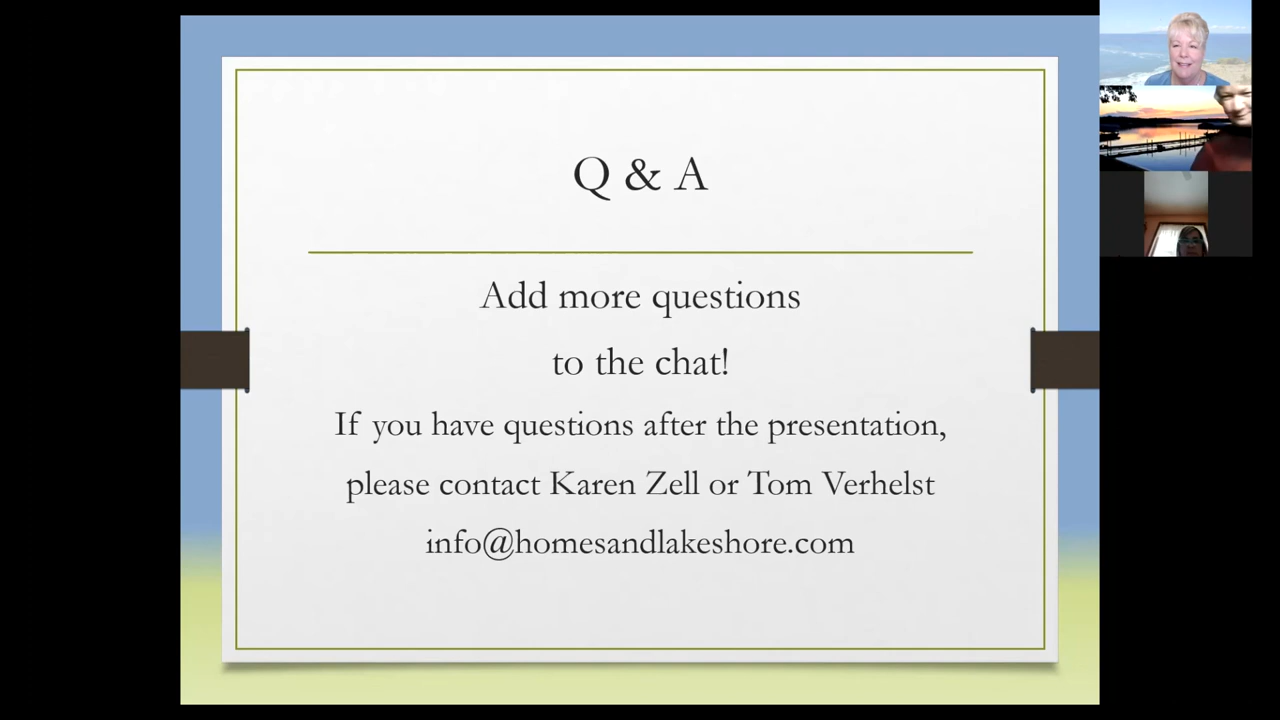 Q & A
Add more questions
to the chat!
If you have questions after the presentation,
please contact Karen Zell or Tom Verhelst
info@homesandlakeshore.com